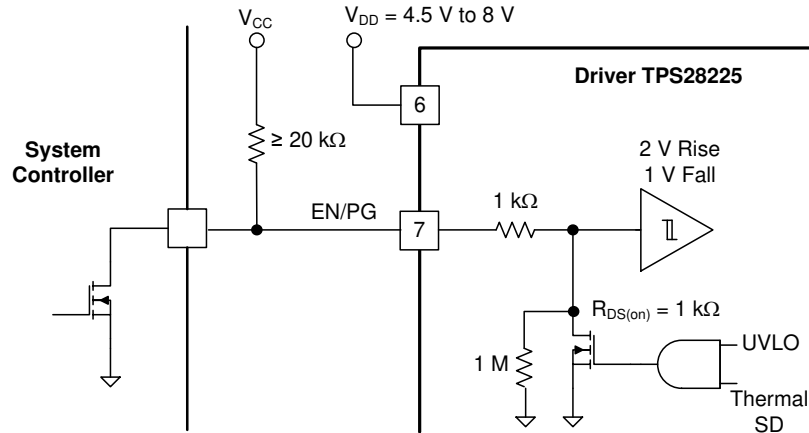 V_CC
V_DD = 4.5 V to 8 V
Driver TPS28225
6
System
Controller
≥ 20 kΩ
2 V Rise
1 V Fall
EN/PG
7
1 kΩ
R_DS(on) = 1 kΩ
1 M
UVLO
Thermal
SD